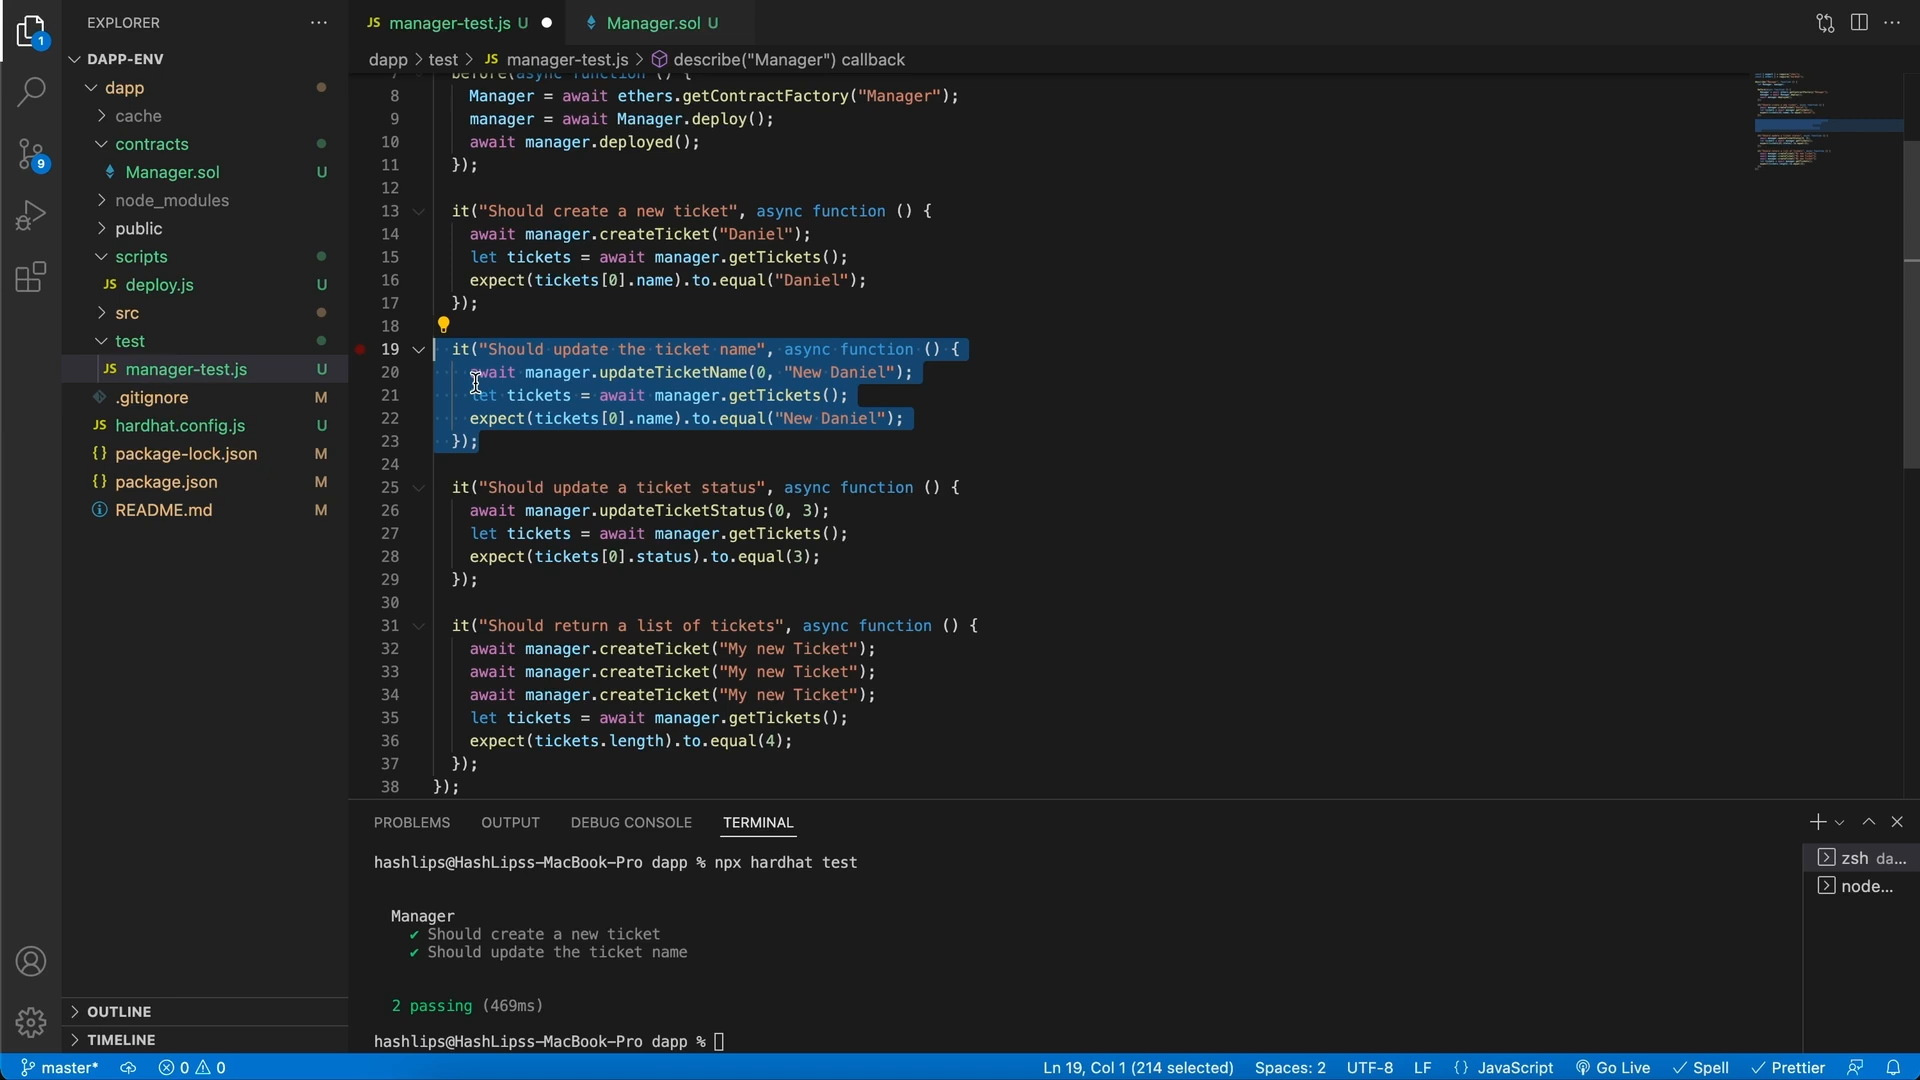 EXPLORER
DAPP-ENV
dapp
cache
contracts
Manager.sol U
node_modules
public
scripts
JS deploy.js U
src
test
JS manager-test.js U
.gitignore M
JS hardhat.config.js U
{} package-lock.json M
{} package.json M
README.md M
OUTLINE
TIMELINE
1
9
JS manager-test.js U
Manager.sol U
dapp > test > JS manager-test.js > describe("Manager") callback
7 before(async function () {
8 Manager = await ethers.getContractFactory("Manager");
9 manager = await Manager.deploy();
10 await manager.deployed();
11 });
12
13 it("Should create a new ticket", async function () {
14 await manager.createTicket("Daniel");
15 let tickets = await manager.getTickets();
16 expect(tickets[0].name).to.equal("Daniel");
17 });
18
19 it("Should update the ticket name", async function () {
20 await manager.updateTicketName(0, "New Daniel");
21 let tickets = await manager.getTickets();
22 expect(tickets[0].name).to.equal("New Daniel");
23 });
24
25 it("Should update a ticket status", async function () {
26 await manager.updateTicketStatus(0, 3);
27 let tickets = await manager.getTickets();
28 expect(tickets[0].status).to.equal(3);
29 });
30
31 it("Should return a list of tickets", async function () {
32 await manager.createTicket("My new Ticket");
33 await manager.createTicket("My new Ticket");
34 await manager.createTicket("My new Ticket");
35 let tickets = await manager.getTickets();
36 expect(tickets.length).to.equal(4);
37 });
38 });
PROBLEMS OUTPUT DEBUG CONSOLE TERMINAL
hashlips@HashLipss-MacBook-Pro dapp % npx hardhat test
Manager
✔ Should create a new ticket
✔ Should update the ticket name
2 passing (469ms)
hashlips@HashLipss-MacBook-Pro dapp %
zsh da...
node...
master* 0 0 Ln 19, Col 1 (214 selected) Spaces: 2 UTF-8 LF {} JavaScript Go Live Spell Prettier